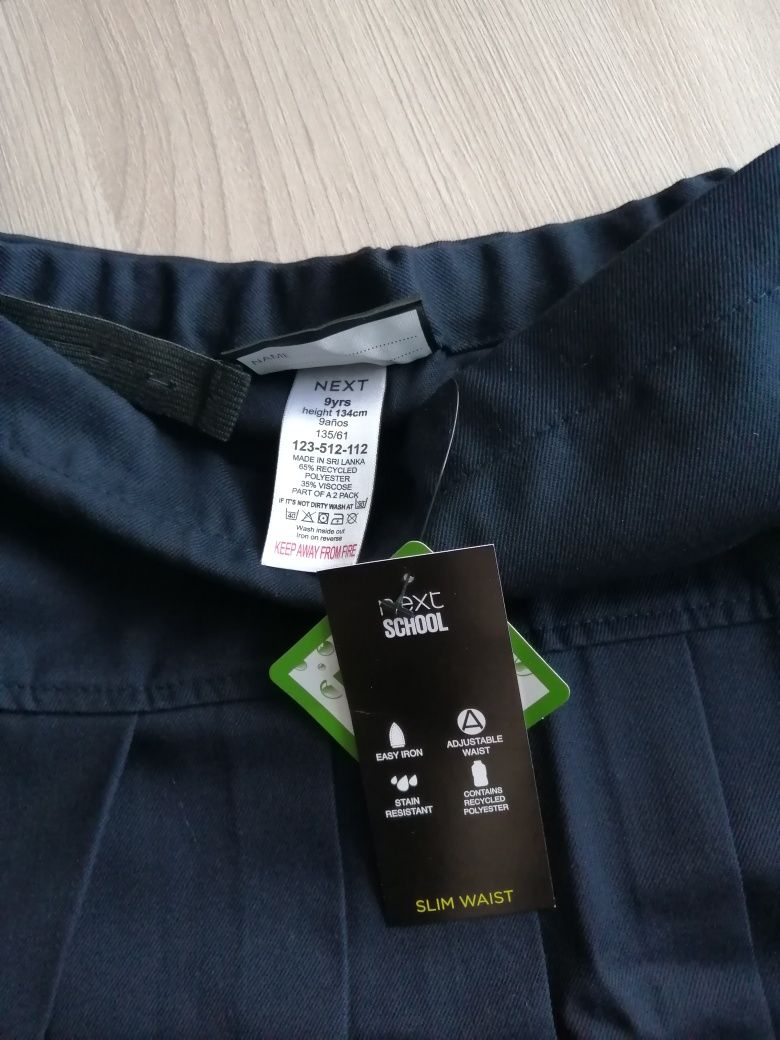 NAME
NEXT
9yrs
height 134cm
9años
135/61
123-512-112
MADE IN SRI LANKA
65% RECYCLED
POLYESTER
35% VISCOSE
PART OF A 2 PACK
IF IT'S NOT DIRTY WASH AT 30
40
Wash inside out
Iron on reverse
KEEP AWAY FROM FIRE
next
SCHOOL
EASY IRON
ADJUSTABLE
WAIST
STAIN
RESISTANT
CONTAINS
RECYCLED
POLYESTER
SLIM WAIST